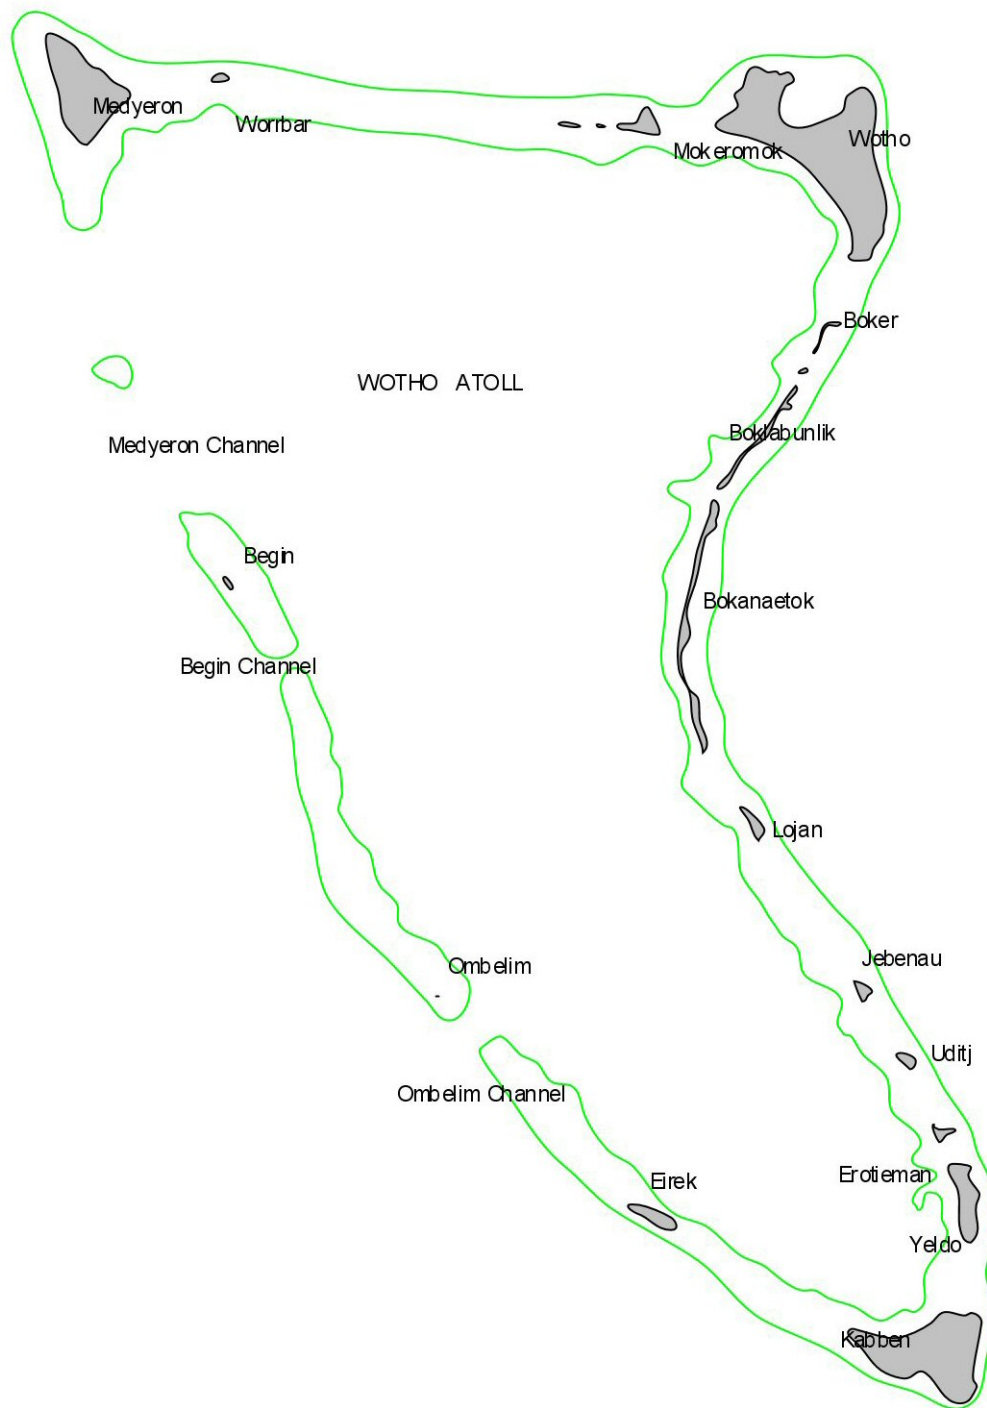 Medyeron
Worrbar
Mokeromok
Wotho
Boker
WOTHO ATOLL
Boklabunlik
Medyeron Channel
Begin
Bokanaetok
Begin Channel
Lojan
Jebenau
Ombelim
Uditj
Ombelim Channel
Erotieman
Eirek
Yeldo
Kabben